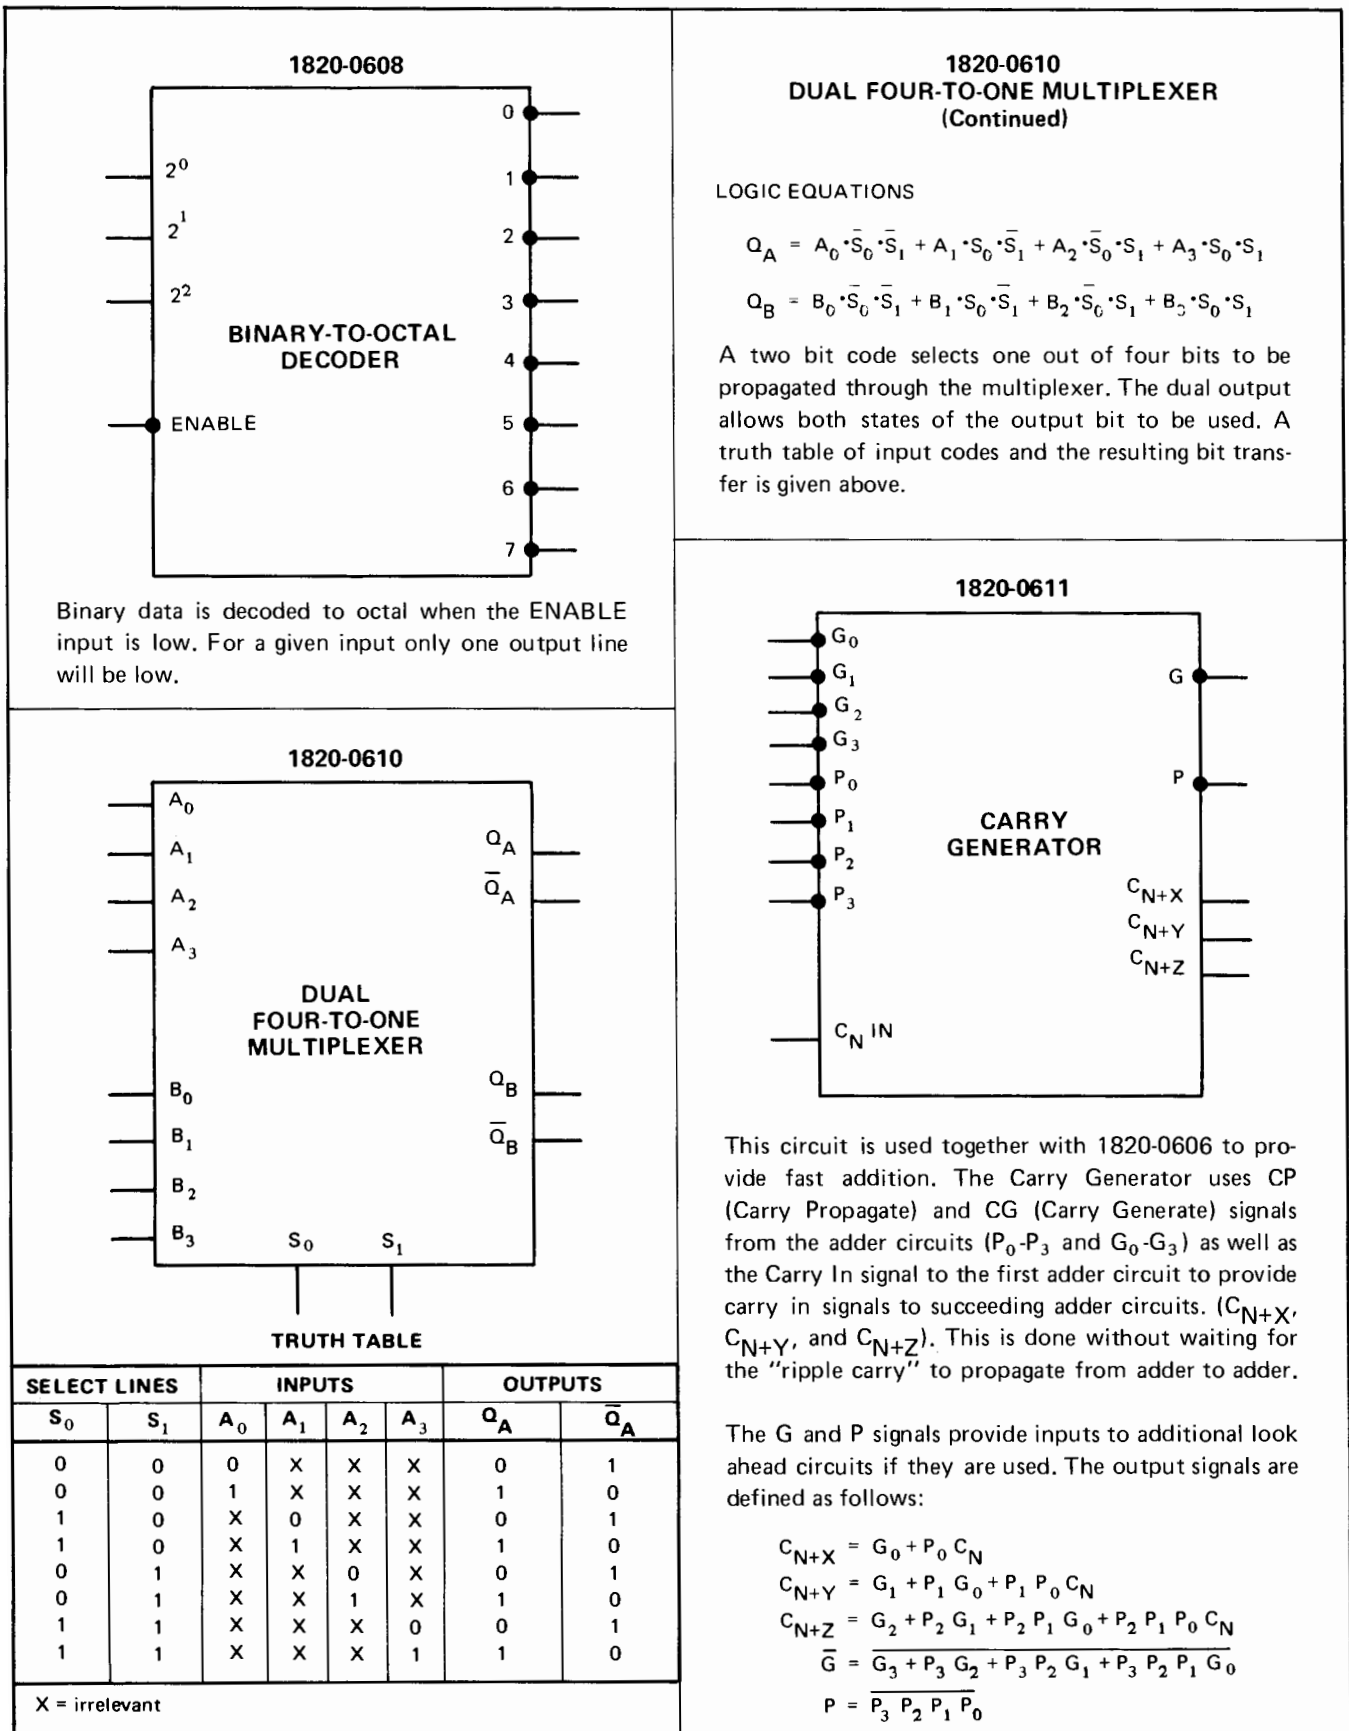 1820-0608
0
2⁰
1
2¹
2
2²
3
BINARY-TO-OCTAL
DECODER
4
ENABLE
5
6
7
Binary data is decoded to octal when the ENABLE
input is low. For a given input only one output line
will be low.
1820-0610
A₀
A₁
A₂
A₃
Q_A
Q̅_A
DUAL
FOUR-TO-ONE
MULTIPLEXER
B₀
B₁
B₂
B₃
Q_B
Q̅_B
S₀ S₁
TRUTH TABLE
SELECT LINES INPUTS OUTPUTS
S₀ S₁ A₀ A₁ A₂ A₃ Q_A Q̅_A
0 0 0 X X X 0 1
0 0 1 X X X 1 0
1 0 X 0 X X 0 1
1 0 X 1 X X 1 0
0 1 X X 0 X 0 1
0 1 X X 1 X 1 0
1 1 X X X 0 0 1
1 1 X X X 1 1 0
X = irrelevant
1820-0610
DUAL FOUR-TO-ONE MULTIPLEXER
(Continued)
LOGIC EQUATIONS
Q_A = A₀·S̅₀·S̅₁ + A₁·S₀·S̅₁ + A₂·S̅₀·S₁ + A₃·S₀·S₁
Q_B = B₀·S̅₀·S̅₁ + B₁·S₀·S̅₁ + B₂·S̅₀·S₁ + B₃·S₀·S₁
A two bit code selects one out of four bits to be
propagated through the multiplexer. The dual output
allows both states of the output bit to be used. A
truth table of input codes and the resulting bit trans-
fer is given above.
1820-0611
G₀
G₁
G₂
G₃
P₀
P₁
P₂
P₃
C_N IN
CARRY
GENERATOR
G
P
C_N+X
C_N+Y
C_N+Z
This circuit is used together with 1820-0606 to pro-
vide fast addition. The Carry Generator uses CP
(Carry Propagate) and CG (Carry Generate) signals
from the adder circuits (P₀-P₃ and G₀-G₃) as well as
the Carry In signal to the first adder circuit to provide
carry in signals to succeeding adder circuits. (C_N+X,
C_N+Y, and C_N+Z). This is done without waiting for
the "ripple carry" to propagate from adder to adder.
The G and P signals provide inputs to additional look
ahead circuits if they are used. The output signals are
defined as follows:
C_N+X = G₀ + P₀ C_N
C_N+Y = G₁ + P₁ G₀ + P₁ P₀ C_N
C_N+Z = G₂ + P₂ G₁ + P₂ P₁ G₀ + P₂ P₁ P₀ C_N
G̅ = \overline{G₃ + P₃ G₂ + P₃ P₂ G₁ + P₃ P₂ P₁ G₀}
P = \overline{P₃ P₂ P₁ P₀}